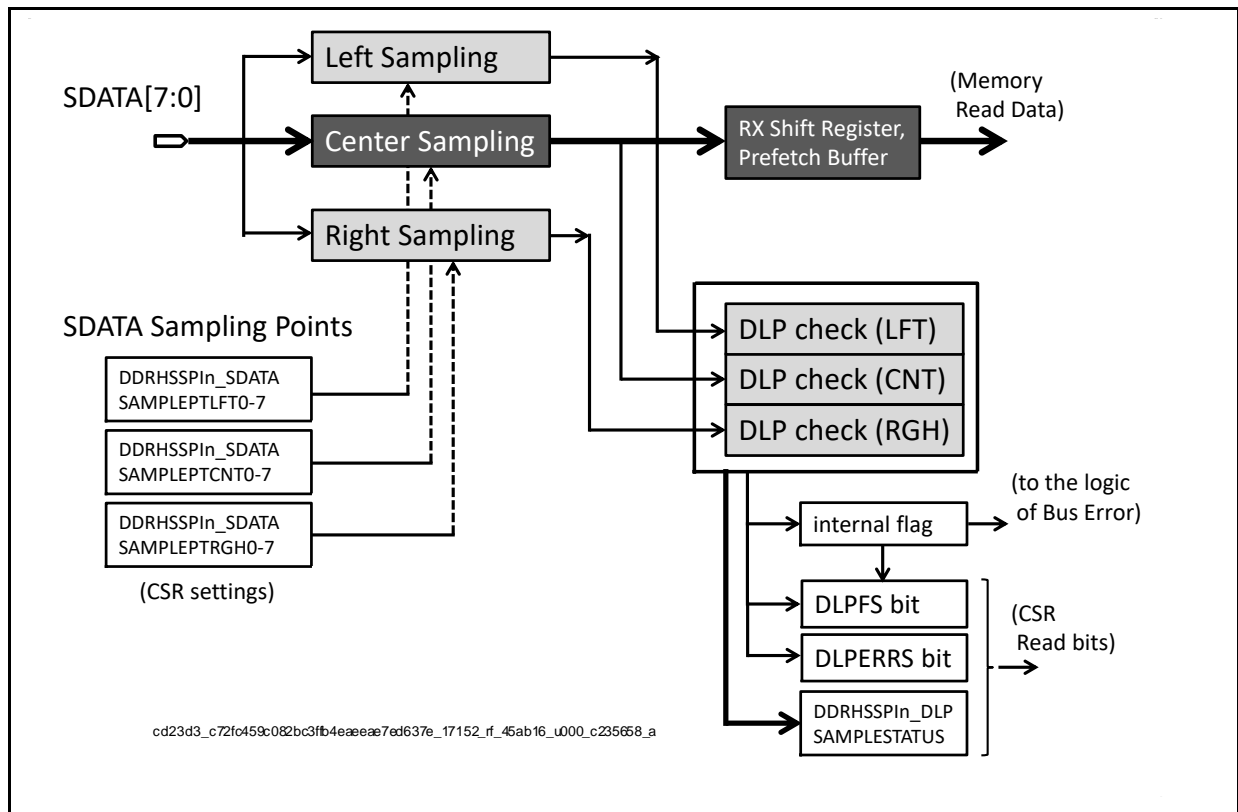 Left Sampling
SDATA[7:0]
Center Sampling
RX Shift Register,
Prefetch Buffer
(Memory
Read Data)
Right Sampling
SDATA Sampling Points
DDRHSSPIn_SDATA
SAMPLEPTLFT0-7
DDRHSSPIn_SDATA
SAMPLEPTCNT0-7
DDRHSSPIn_SDATA
SAMPLEPTRGH0-7
(CSR settings)
DLP check (LFT)
DLP check (CNT)
DLP check (RGH)
internal flag
(to the logic
of Bus Error)
DLPFS bit
DLPERRS bit
DDRHSSPIn_DLP
SAMPLESTATUS
(CSR
Read bits)
cd23d3_c72fc459c082bc3ffb4eaeeae7ed637e_17152_rf_45ab16_u000_c235658_a